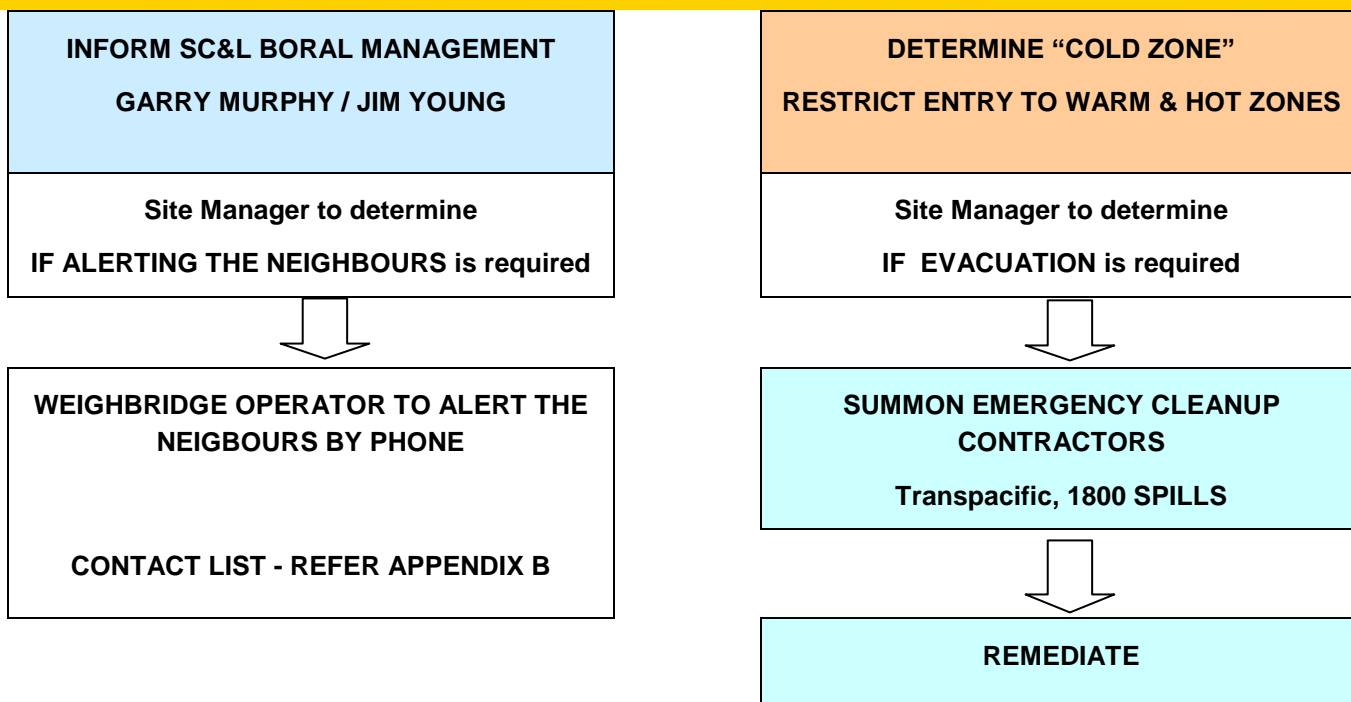 INFORM SC&L BORAL MANAGEMENT
GARRY MURPHY / JIM YOUNG
Site Manager to determine
IF ALERTING THE NEIGHBOURS is required
WEIGHBRIDGE OPERATOR TO ALERT THE
NEIGBOURS BY PHONE
CONTACT LIST - REFER APPENDIX B
DETERMINE “COLD ZONE”
RESTRICT ENTRY TO WARM & HOT ZONES
Site Manager to determine
IF EVACUATION is required
SUMMON EMERGENCY CLEANUP
CONTRACTORS
Transpacific, 1800 SPILLS
REMEDIATE